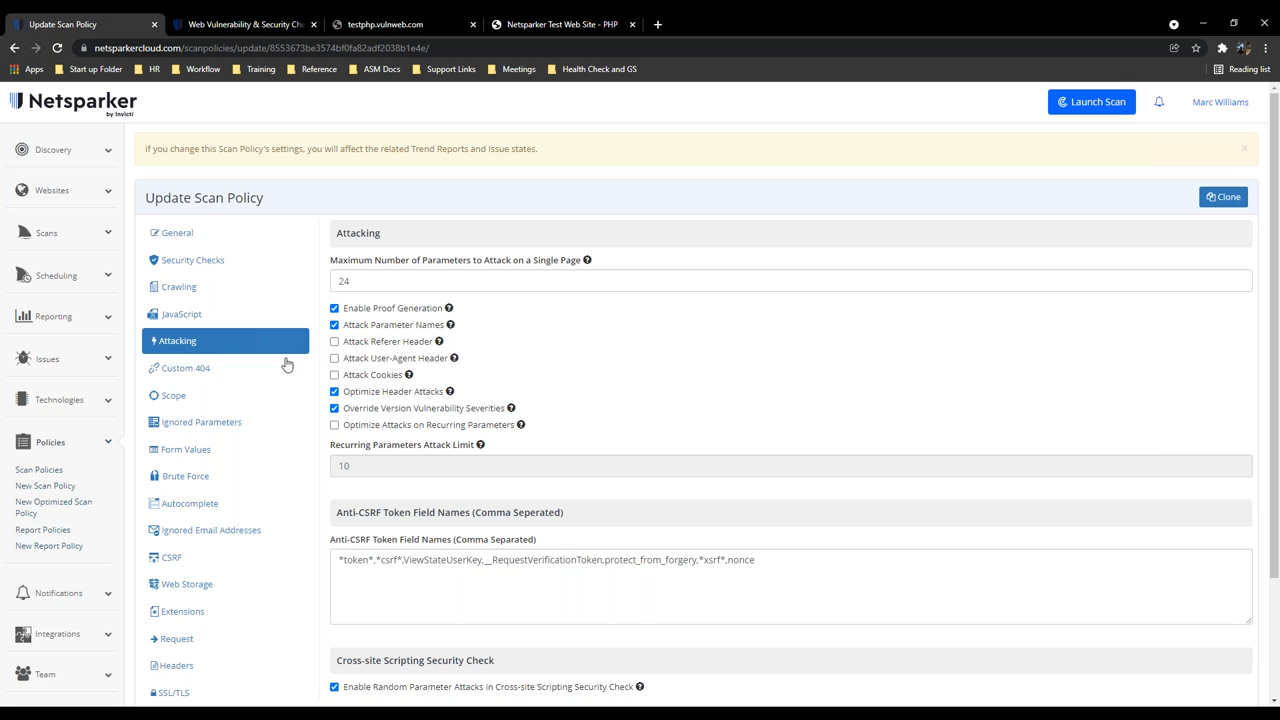 Update Scan Policy
Web Vulnerability & Security Che
testphp.vulnweb.com
Netsparker Test Web Site - PHP
netsparkercloud.com/scanpolicies/update/8553673be3574bf0fa82adf2038b1e4e/
Apps
Start up Folder
HR
Workflow
Training
Reference
ASM Docs
Support Links
Meetings
Health Check and GS
Reading list
Netsparker
by Invicti
Launch Scan
Marc Williams
Discovery
Websites
Scans
Scheduling
Reporting
Issues
Technologies
Policies
Scan Policies
New Scan Policy
New Optimized Scan
Policy
Report Policies
New Report Policy
Notifications
Integrations
Team
If you change this Scan Policy's settings, you will affect the related Trend Reports and Issue states.
Update Scan Policy
Clone
General
Security Checks
Crawling
JavaScript
Attacking
Custom 404
Scope
Ignored Parameters
Form Values
Brute Force
Autocomplete
Ignored Email Addresses
CSRF
Web Storage
Extensions
Request
Headers
SSL/TLS
Attacking
Maximum Number of Parameters to Attack on a Single Page
24
Enable Proof Generation
Attack Parameter Names
Attack Referer Header
Attack User-Agent Header
Attack Cookies
Optimize Header Attacks
Override Version Vulnerability Severities
Optimize Attacks on Recurring Parameters
Recurring Parameters Attack Limit
10
Anti-CSRF Token Field Names (Comma Seperated)
Anti-CSRF Token Field Names (Comma Separated)
*token*,*csrf*,ViewStateUserKey,__RequestVerificationToken,protect_from_forgery,*xsrf*,nonce
Cross-site Scripting Security Check
Enable Random Parameter Attacks in Cross-site Scripting Security Check